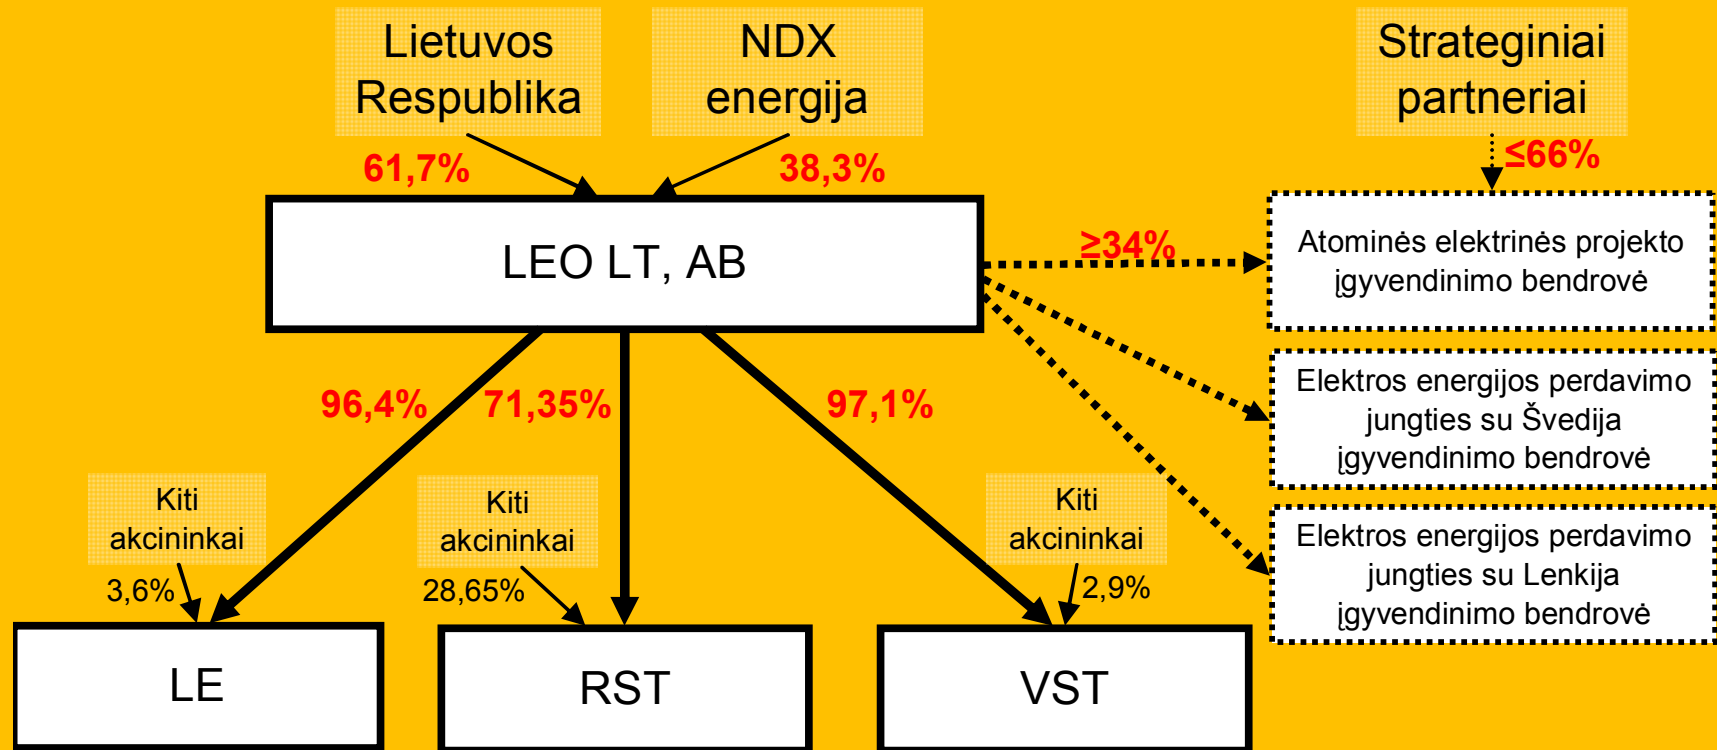 Lietuvos
Respublika
NDX
energija
Strateginiai
partneriai
61,7%
38,3%
≤66%
LEO LT, AB
≥34%
Atominės elektrinės projekto
įgyvendinimo bendrovė
Elektros energijos perdavimo
jungties su Švedija
įgyvendinimo bendrovė
Elektros energijos perdavimo
jungties su Lenkija
įgyvendinimo bendrovė
96,4%
71,35%
97,1%
Kiti
akcininkai
3,6%
Kiti
akcininkai
28,65%
Kiti
akcininkai
2,9%
LE
RST
VST